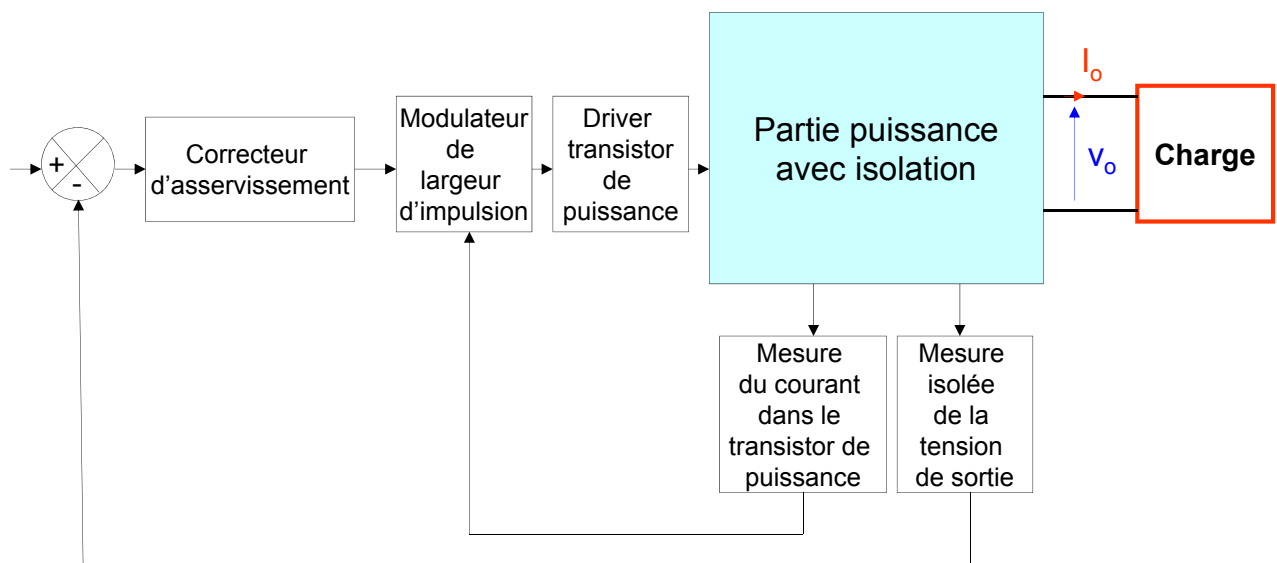 +
-
Correcteur
d'asservissement
Modulateur
de
largeur
d'impulsion
Driver
transistor
de
puissance
Partie puissance
avec isolation
Io
vo
Charge
Mesure
du courant
dans le
transistor de
puissance
Mesure
isolée
de la
tension
de sortie